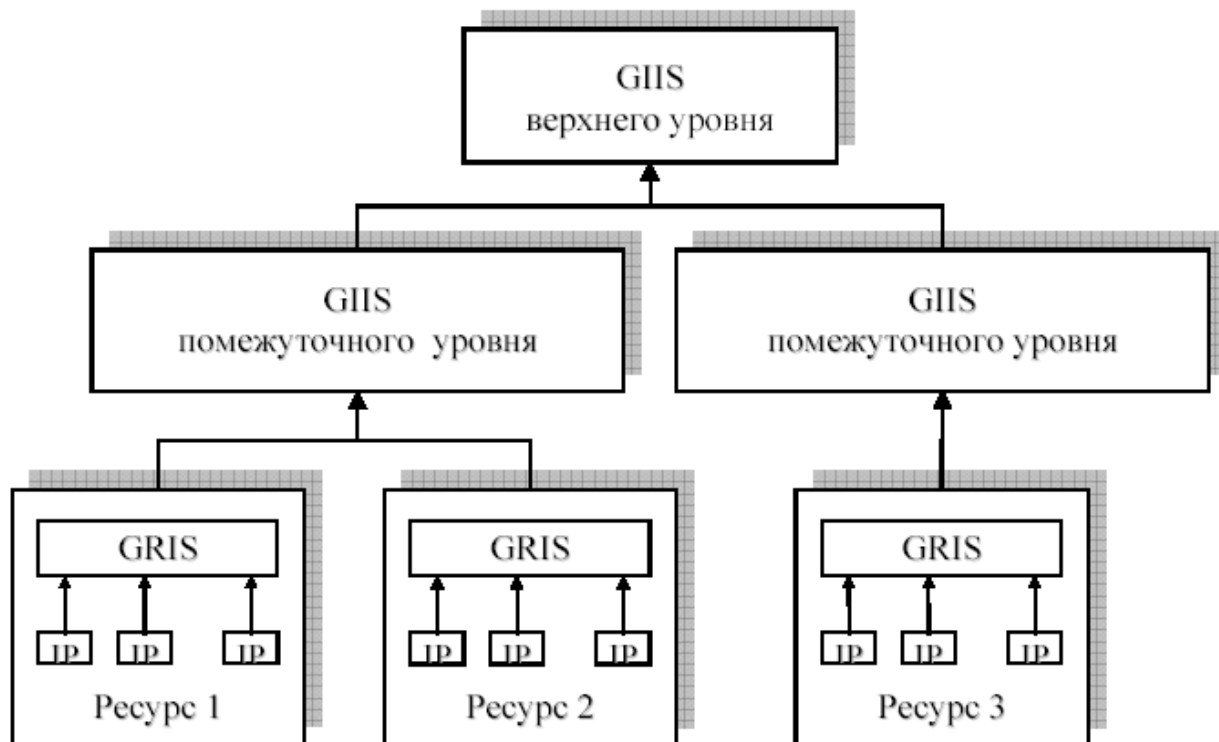 GIIS
верхнего уровня
GIIS
помежуточного уровня
GIIS
помежуточного уровня
GRIS
GRIS
GRIS
IP
IP
IP
IP
IP
IP
IP
IP
IP
Ресурс 1
Ресурс 2
Ресурс 3